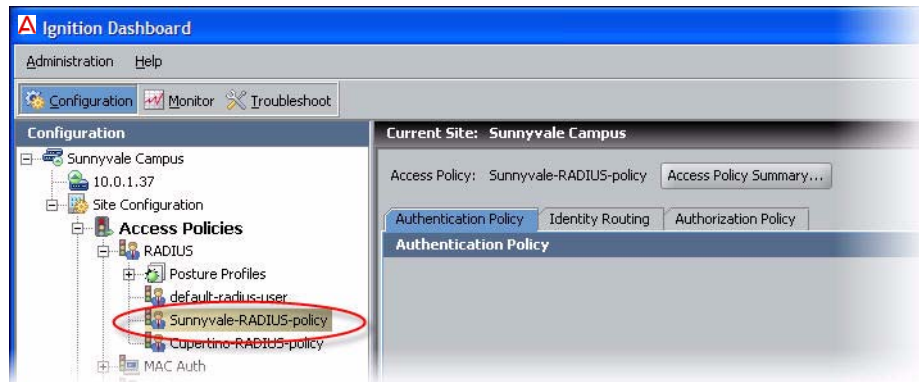 Ignition Dashboard
Administration Help
Configuration Monitor Troubleshoot
Configuration
Sunnyvale Campus
10.0.1.37
Site Configuration
Access Policies
RADIUS
Posture Profiles
default-radius-user
Sunnyvale-RADIUS-policy
Cupertino-RADIUS-policy
MAC Auth
Current Site: Sunnyvale Campus
Access Policy: Sunnyvale-RADIUS-policy Access Policy Summary...
Authentication Policy Identity Routing Authorization Policy
Authentication Policy